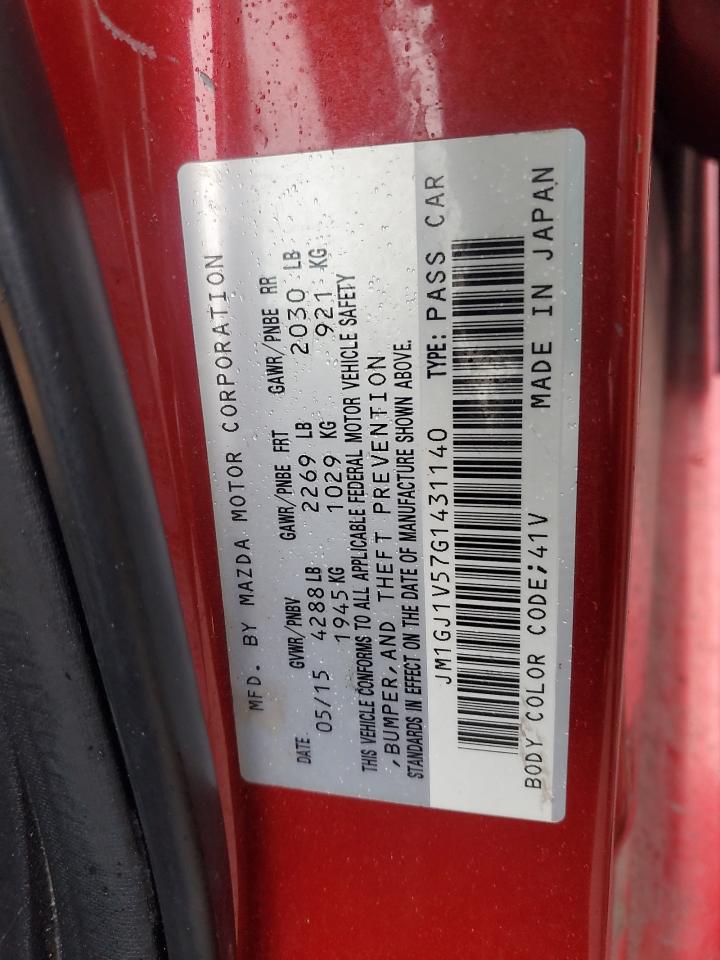 MFD. BY MAZDA MOTOR CORPORATION
DATE GVWR/PNBV GAWR/PNBE FRT GAWR/PNBE RR
05/15 4288 LB 2269 LB 2030 LB
1945 KG 1029 KG 921 KG
THIS VEHICLE CONFORMS TO ALL APPLICABLE FEDERAL MOTOR VEHICLE SAFETY
,BUMPER,AND THEFT PREVENTION
STANDARDS IN EFFECT ON THE DATE OF MANUFACTURE SHOWN ABOVE.
JM1GJ1V57G1431140 TYPE: PASS CAR
BODY COLOR CODE;41V MADE IN JAPAN